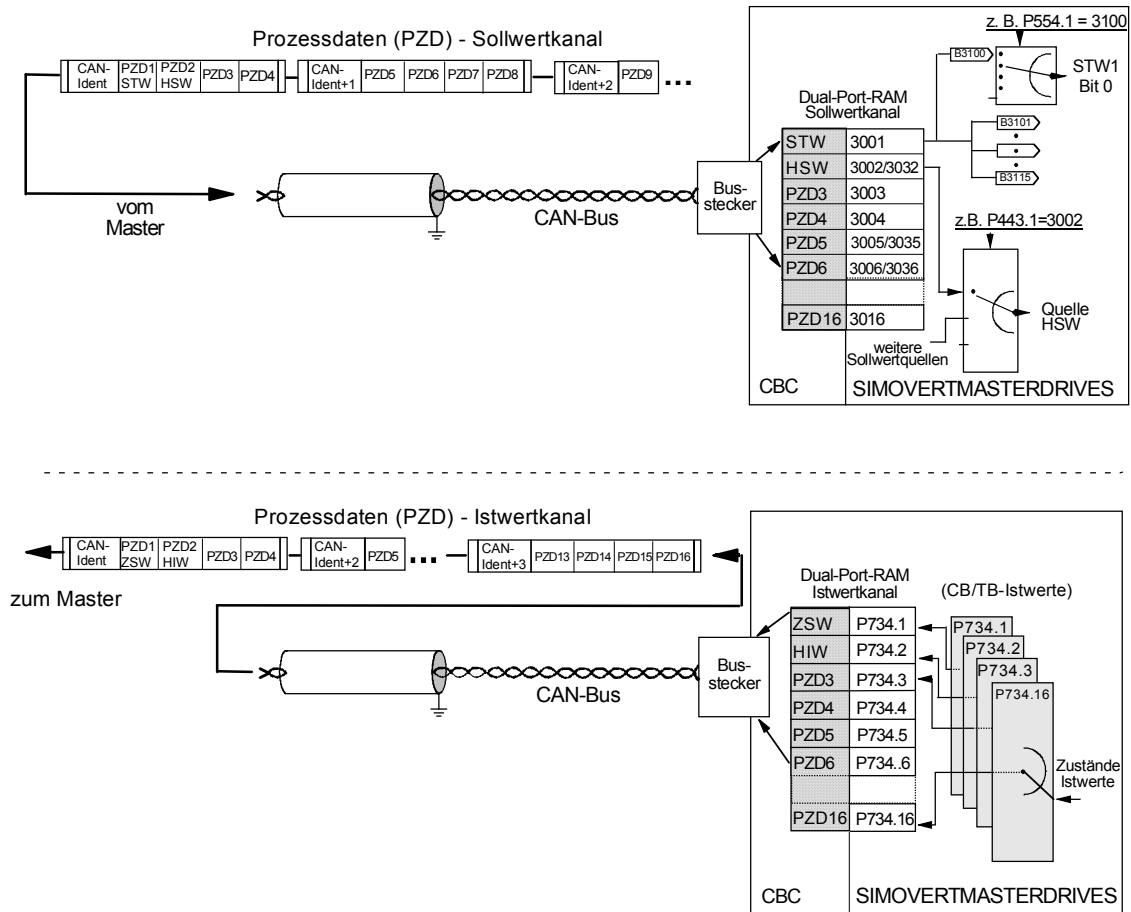 z. B. P554.1 = 3100
Prozessdaten (PZD) - Sollwertkanal
CAN-Ident PZD1 STW PZD2 HSW PZD3 PZD4 CAN-Ident+1 PZD5 PZD6 PZD7 PZD8 CAN-Ident+2 PZD9 ...
B3100
STW1
Bit 0
Dual-Port-RAM
Sollwertkanal
B3101
B3115
STW 3001
HSW 3002/3032
PZD3 3003
PZD4 3004
PZD5 3005/3035
PZD6 3006/3036
PZD16 3016
vom
Master
CAN-Bus
Bus-
stecker
z.B. P443.1=3002
Quelle
HSW
weitere
Sollwertquellen
CBC
SIMOVERTMASTERDRIVES
Prozessdaten (PZD) - Istwertkanal
CAN-Ident PZD1 ZSW PZD2 HIW PZD3 PZD4 CAN-Ident+2 PZD5 ... CAN-Ident+3 PZD13 PZD14 PZD15 PZD16
zum Master
CAN-Bus
Bus-
stecker
Dual-Port-RAM
Istwertkanal
(CB/TB-Istwerte)
ZSW P734.1
HIW P734.2
PZD3 P734.3
PZD4 P734.4
PZD5 P734.5
PZD6 P734..6
PZD16 P734.16
P734.1
P734.2
P734.3
P734.16
Zustände
Istwerte
CBC
SIMOVERTMASTERDRIVES